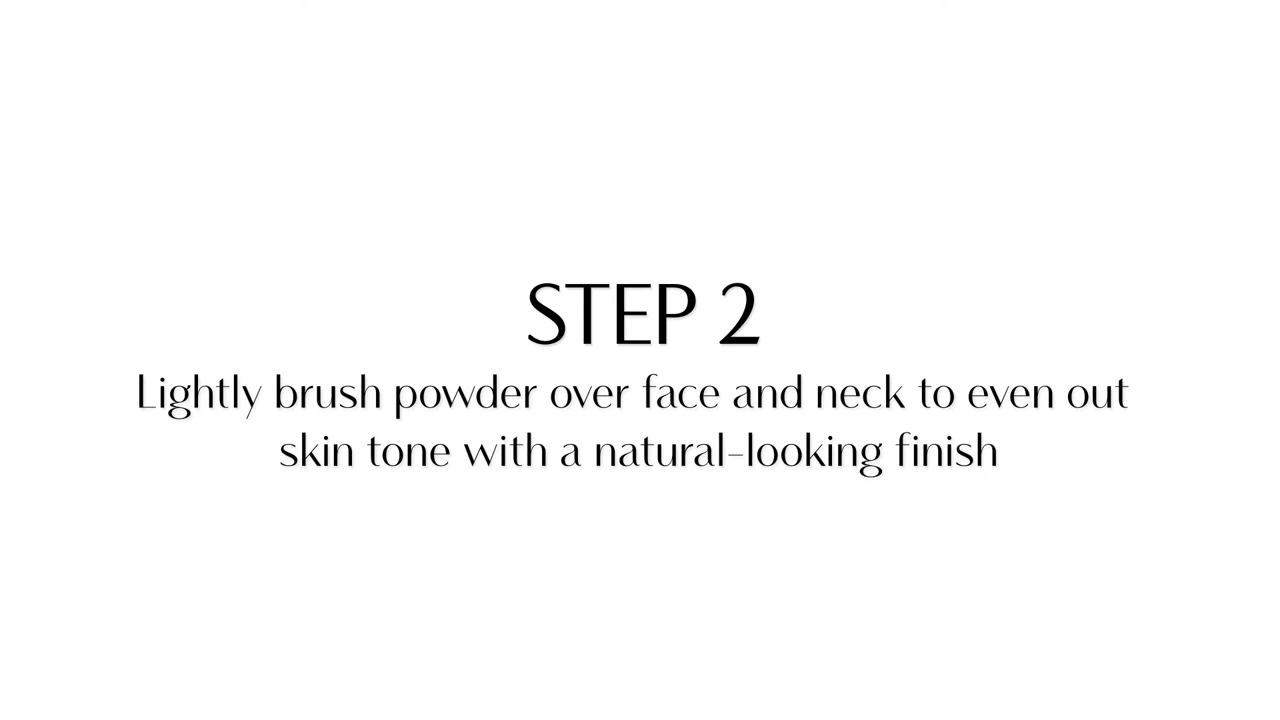 STEP 2
Lightly brush powder over face and neck to even out
skin tone with a natural-looking finish